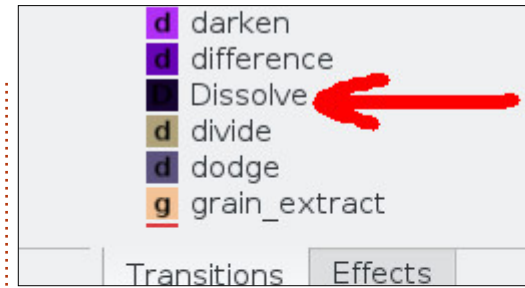 d darken
d difference
D Dissolve
d divide
d dodge
g grain_extract
Transitions Effects